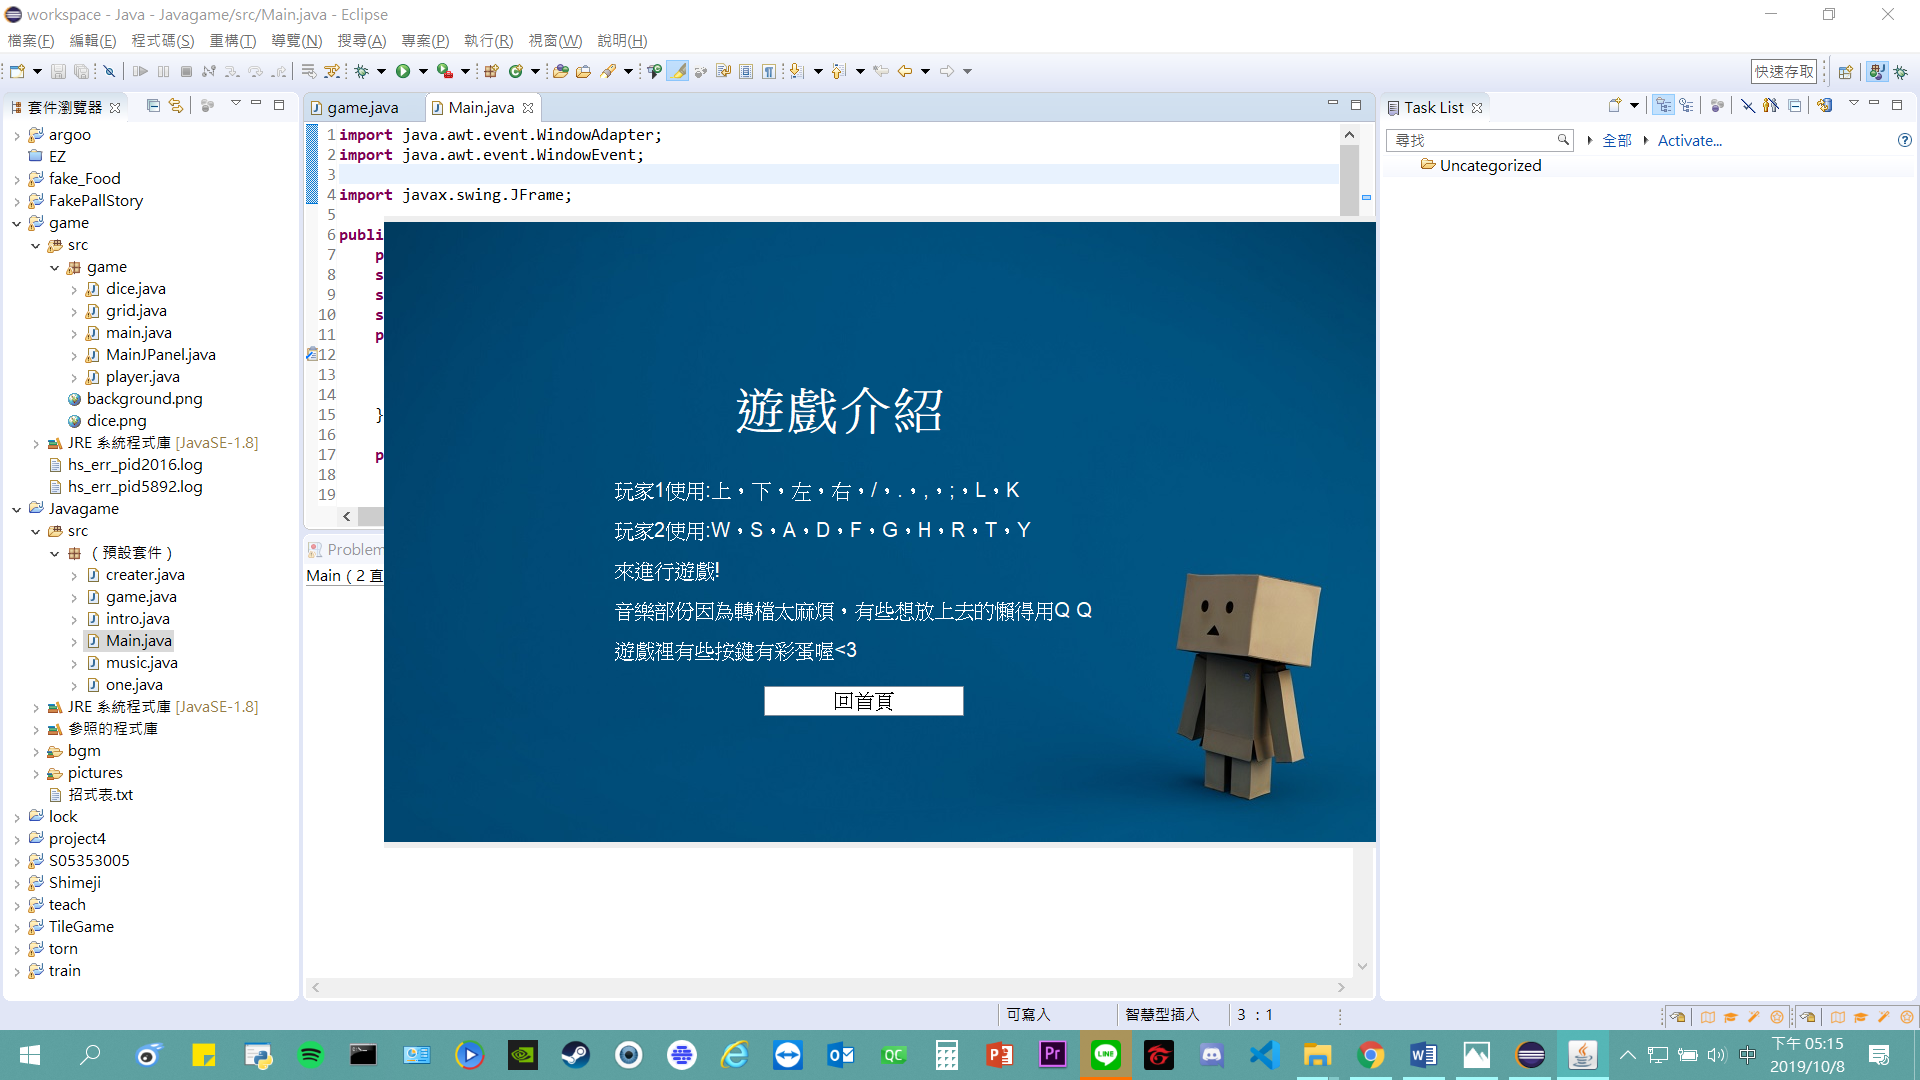 workspace - Java - Javagame/src/Main.java - Eclipse
檔案(F) 編輯(E) 程式碼(S) 重構(T) 導覽(N) 搜尋(A) 專案(P) 執行(R) 視窗(W) 說明(H)
快速存取
套件瀏覽器
argoo
EZ
fake_Food
FakePallStory
game
src
game
dice.java
grid.java
main.java
MainJPanel.java
player.java
background.png
dice.png
JRE 系統程式庫 [JavaSE-1.8]
hs_err_pid2016.log
hs_err_pid5892.log
Javagame
src
（預設套件）
creater.java
game.java
intro.java
Main.java
music.java
one.java
JRE 系統程式庫 [JavaSE-1.8]
參照的程式庫
bgm
pictures
招式表.txt
lock
project4
S05353005
Shimeji
teach
TileGame
torn
train
game.java Main.java
1 import java.awt.event.WindowAdapter;
2 import java.awt.event.WindowEvent;
3
4 import javax.swing.JFrame;
5
6 publi
7 p
8 s
9 s
10 s
11 p
12
13
14
15 }
16
17 p
18
19
Problem
Main（2 直
遊戲介紹
玩家1使用:上，下，左，右，/，.，,，;，L，K
玩家2使用:W，S，A，D，F，G，H，R，T，Y
來進行遊戲!
音樂部份因為轉檔太麻煩，有些想放上去的懶得用Q Q
遊戲裡有些按鍵有彩蛋喔<3
回首頁
Task List
尋找 全部 Activate...
Uncategorized
可寫入 智慧型插入 3 : 1
中 下午 05:15
2019/10/8